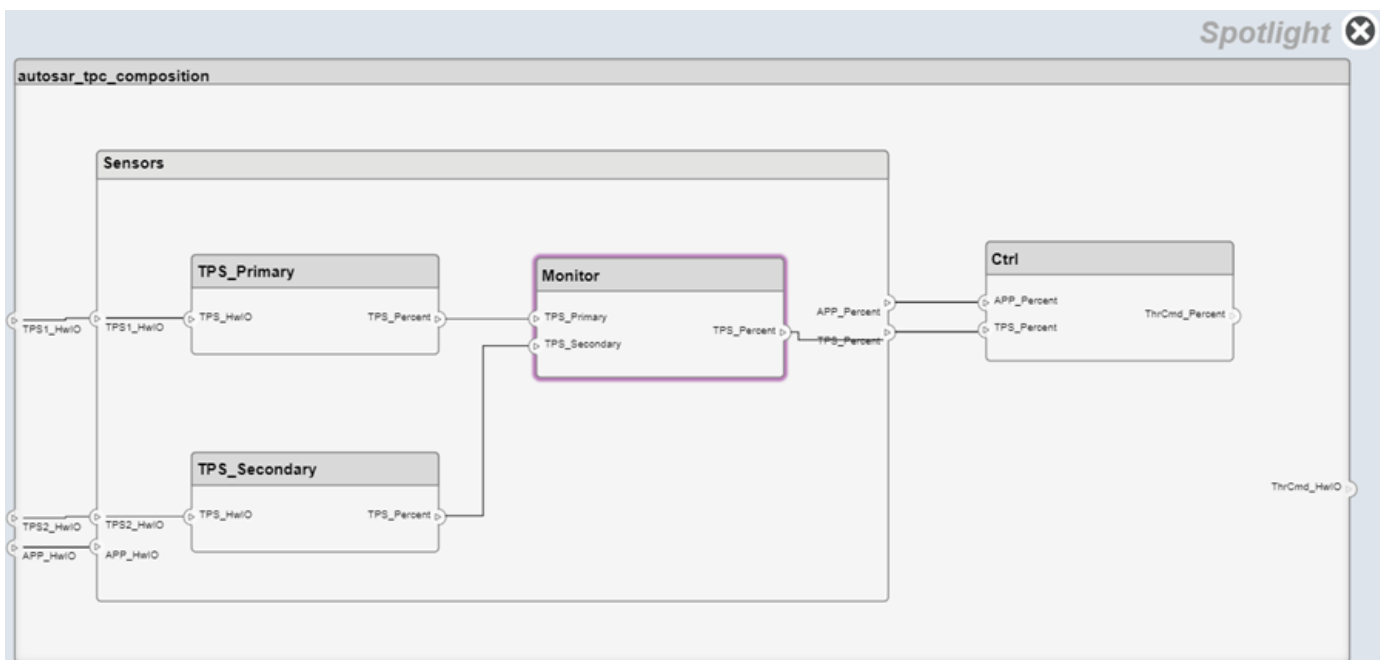 Spotlight
autosar_tpc_composition
Sensors
TPS_Primary
TPS_HwIO
TPS_Percent
Monitor
TPS_Primary
TPS_Secondary
TPS_Percent
Ctrl
APP_Percent
TPS_Percent
ThrCmd_Percent
APP_Percent
TPS_Percent
TPS1_HwIO
TPS1_HwIO
TPS_Secondary
TPS_HwIO
TPS_Percent
TPS2_HwIO
TPS2_HwIO
APP_HwIO
APP_HwIO
ThrCmd_HwIO